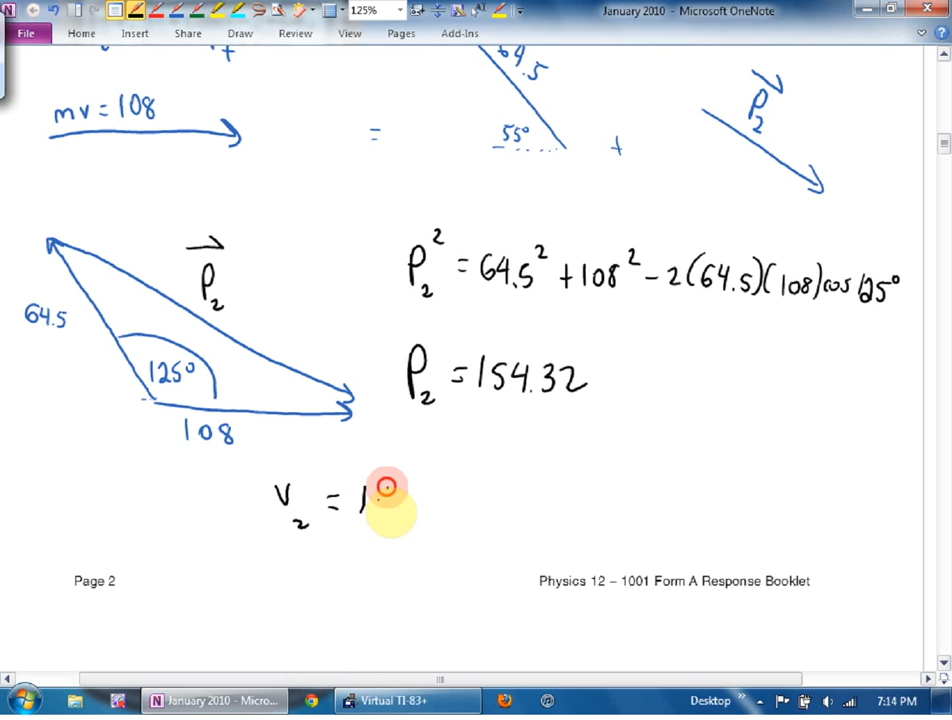 125%
January 2010 - Microsoft OneNote
File Home Insert Share Draw Review View Pages Add-Ins
64.5
mv = 108
=
55°
+
P₂
P₂
64.5
125°
108
P₂² = 64.5² + 108² - 2(64.5)(108)cos 125°
P₂ = 154.32
v₂ = 1
Page 2
Physics 12 – 1001 Form A Response Booklet
January 2010 - Micro...
Virtual TI-83+
Desktop
7:14 PM